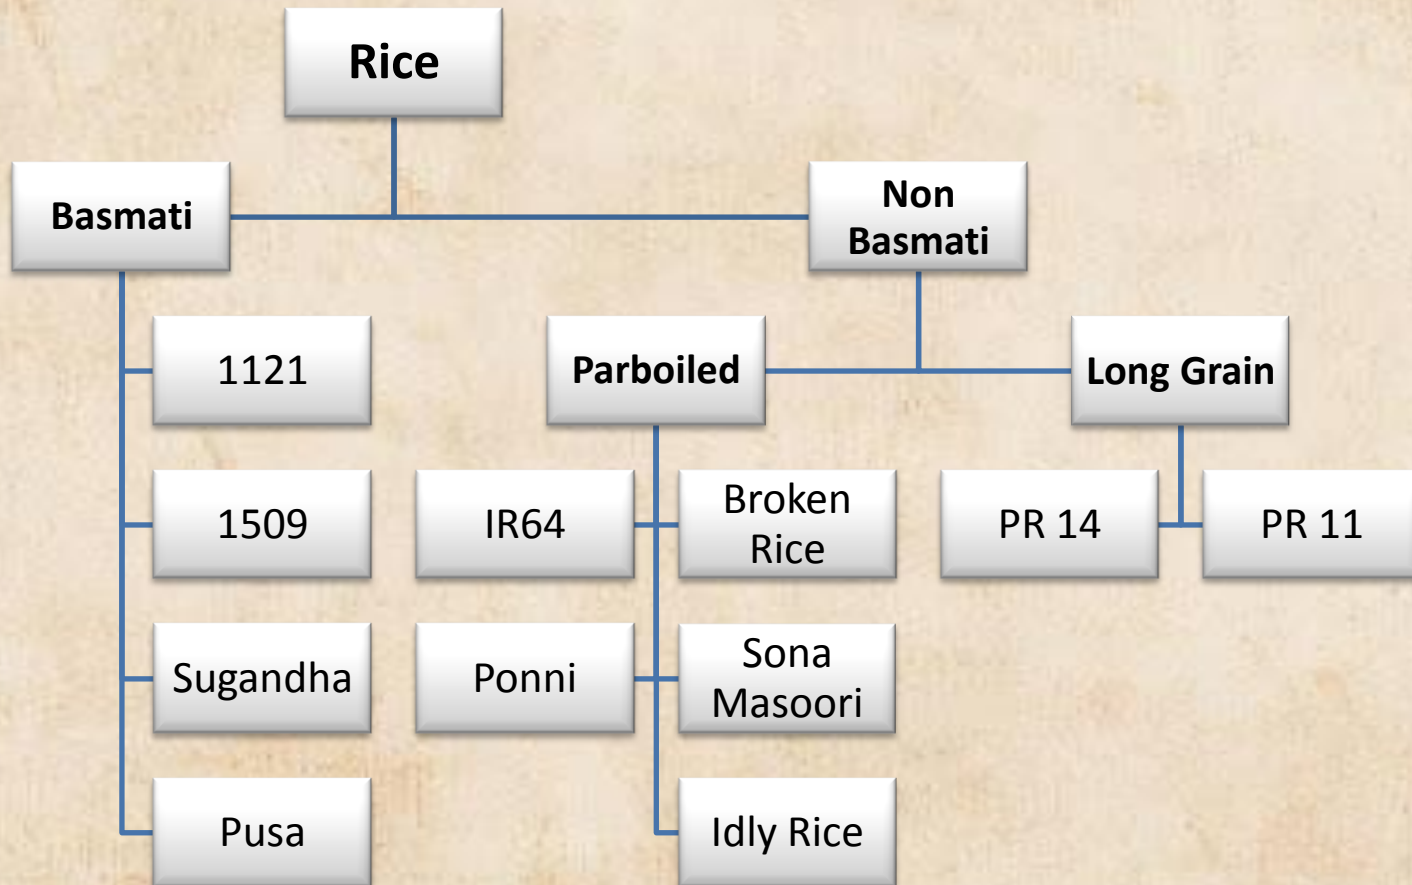 Rice
Basmati
Non
Basmati
1121
Parboiled
Long Grain
1509
IR64
Broken
Rice
PR 14
PR 11
Sugandha
Ponni
Sona
Masoori
Pusa
Idly Rice